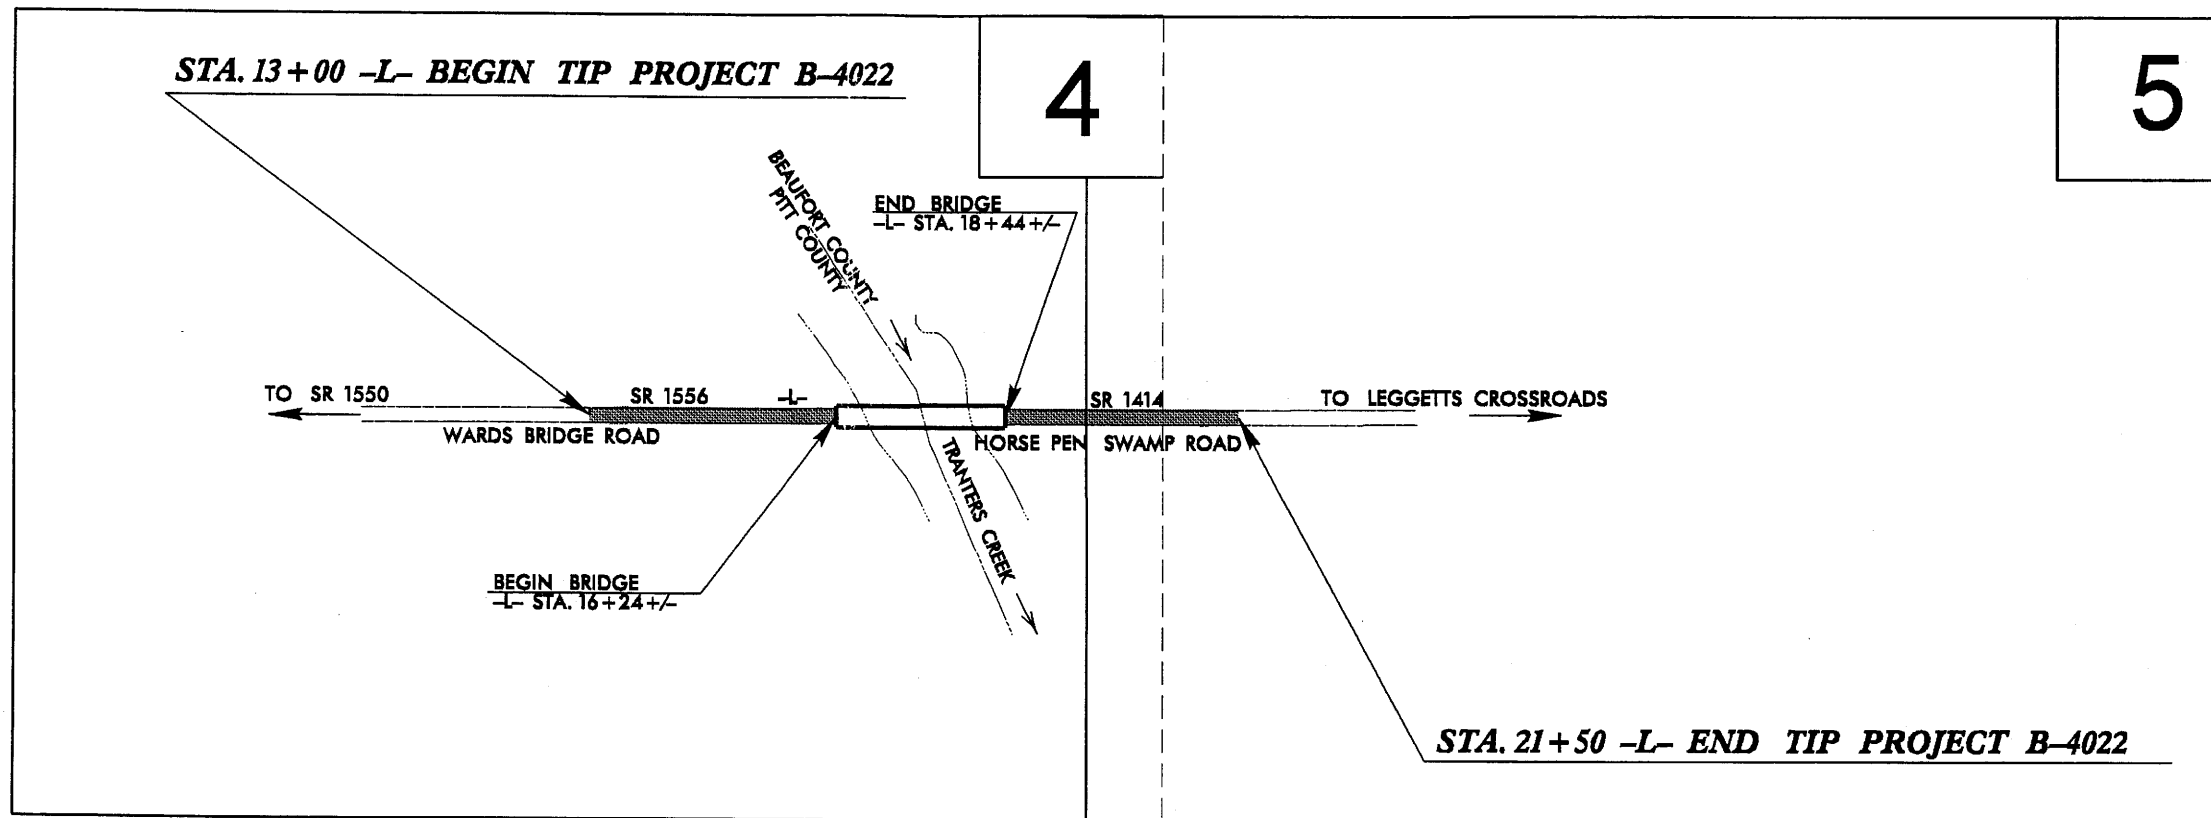 STA. 13+00 -L- BEGIN TIP PROJECT B-4022
4
5
BEAUFORT COUNTY
PITT COUNTY
END BRIDGE
-L- STA. 18+44+/-
TO SR 1550
SR 1556
-L-
SR 1414
TO LEGGETTS CROSSROADS
WARDS BRIDGE ROAD
HORSE PEN SWAMP ROAD
TRANTERS CREEK
BEGIN BRIDGE
-L- STA. 16+24+/-
STA. 21+50 -L- END TIP PROJECT B-4022